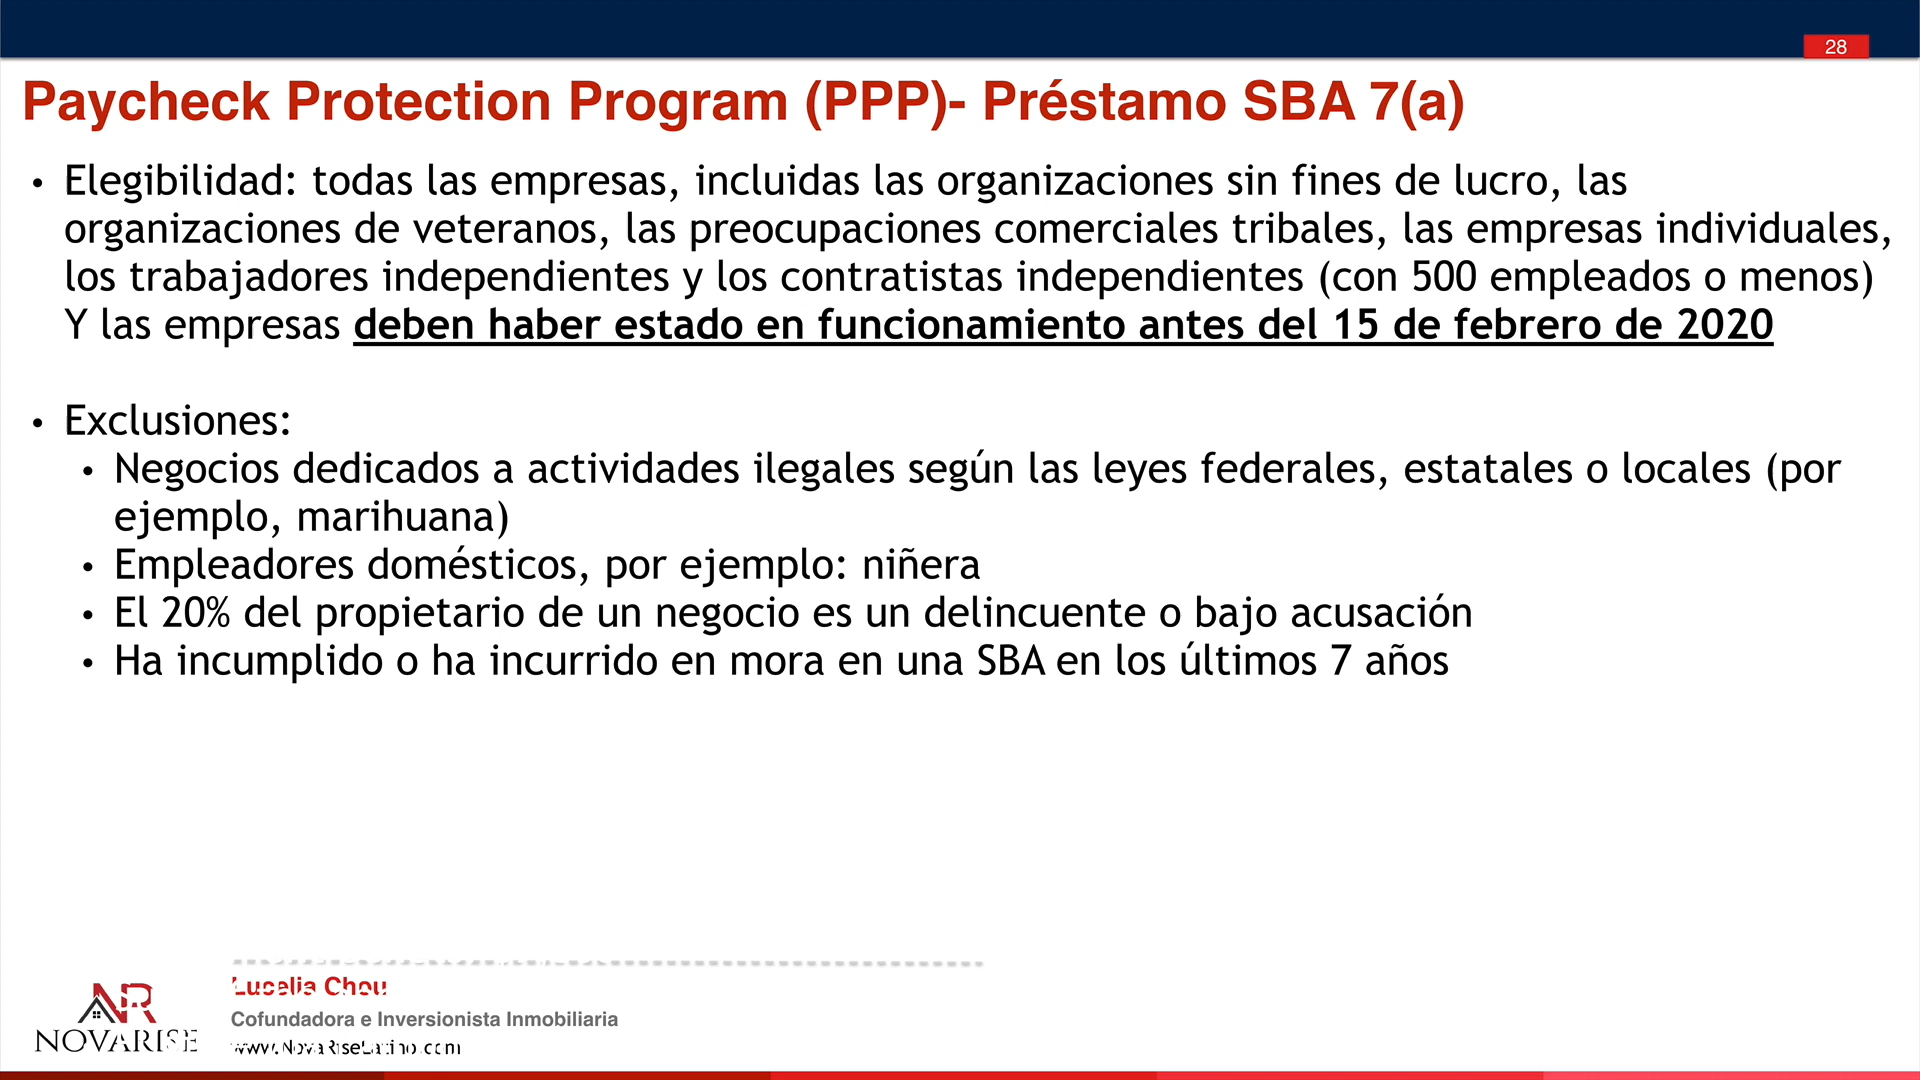 28
Paycheck Protection Program (PPP)- Préstamo SBA 7(a)
• Elegibilidad: todas las empresas, incluidas las organizaciones sin fines de lucro, las
organizaciones de veteranos, las preocupaciones comerciales tribales, las empresas individuales,
los trabajadores independientes y los contratistas independientes (con 500 empleados o menos)
Y las empresas deben haber estado en funcionamiento antes del 15 de febrero de 2020
• Exclusiones:
• Negocios dedicados a actividades ilegales según las leyes federales, estatales o locales (por
ejemplo, marihuana)
• Empleadores domésticos, por ejemplo: niñera
• El 20% del propietario de un negocio es un delincuente o bajo acusación
• Ha incumplido o ha incurrido en mora en una SBA en los últimos 7 años
NR
NOVARISE
Lucelia Chou
Cofundadora e Inversionista Inmobiliaria
www.NovaRiseLatino.com